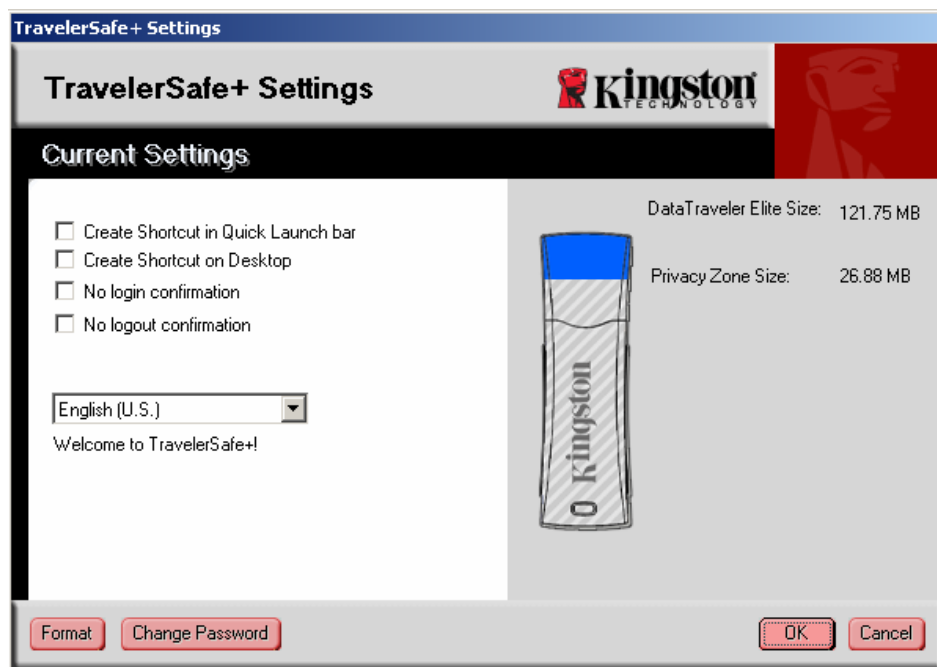 TravelerSafe+ Settings
TravelerSafe+ Settings
Kingston
TECHNOLOGY
Current Settings
Create Shortcut in Quick Launch bar
Create Shortcut on Desktop
No login confirmation
No logout confirmation
English (U.S.)
Welcome to TravelerSafe+!
DataTraveler Elite Size: 121.75 MB
Privacy Zone Size: 26.88 MB
Kingston
Format
Change Password
OK
Cancel